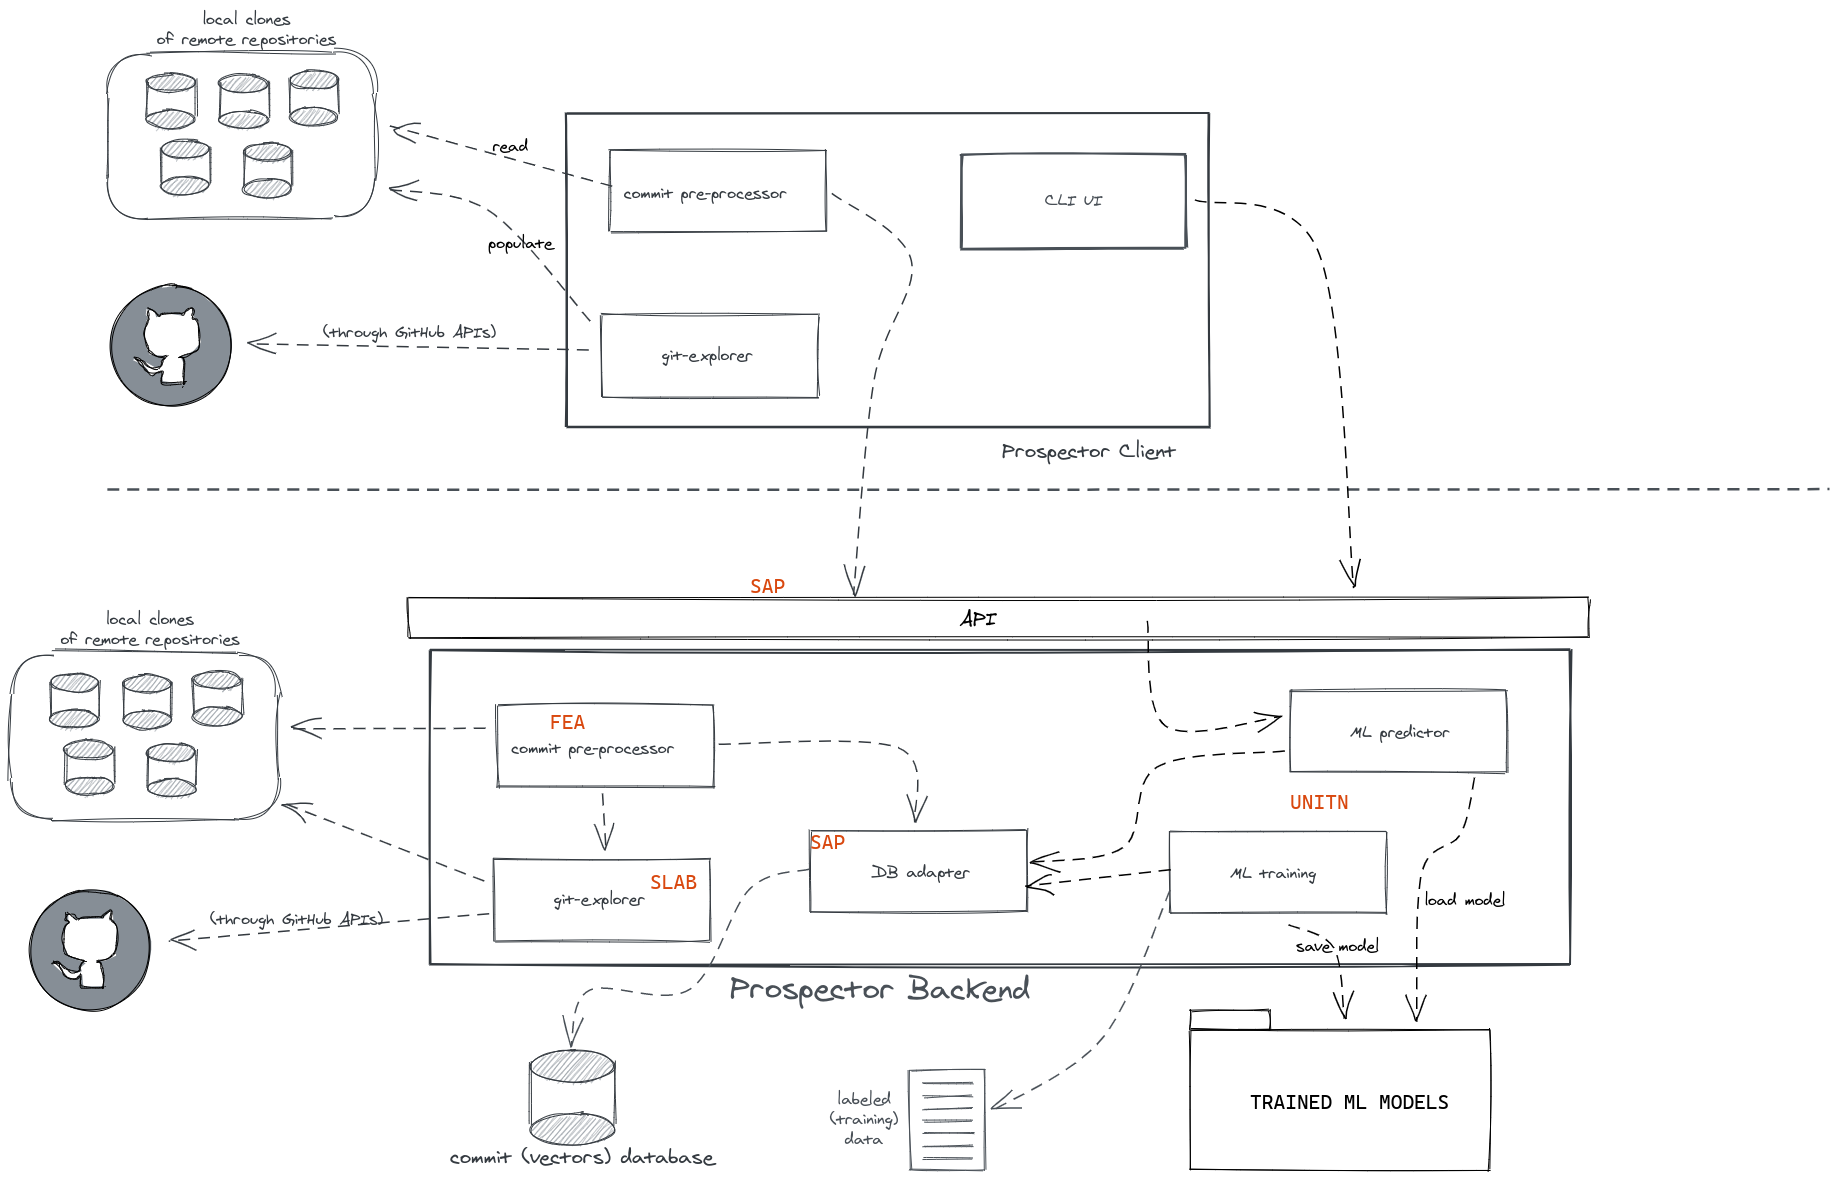 local clones
of remote repositories
read
commit pre-processor
CLI UI
populate
(through GitHub APIs)
git-explorer
Prospector Client
SAP
API
local clones
of remote repositories
FEA
commit pre-processor
ML predictor
UNITN
SAP
DB adapter
ML training
SLAB
git-explorer
(through GitHub APIs)
load model
save model
Prospector Backend
labeled
(training)
data
TRAINED ML MODELS
commit (vectors) database